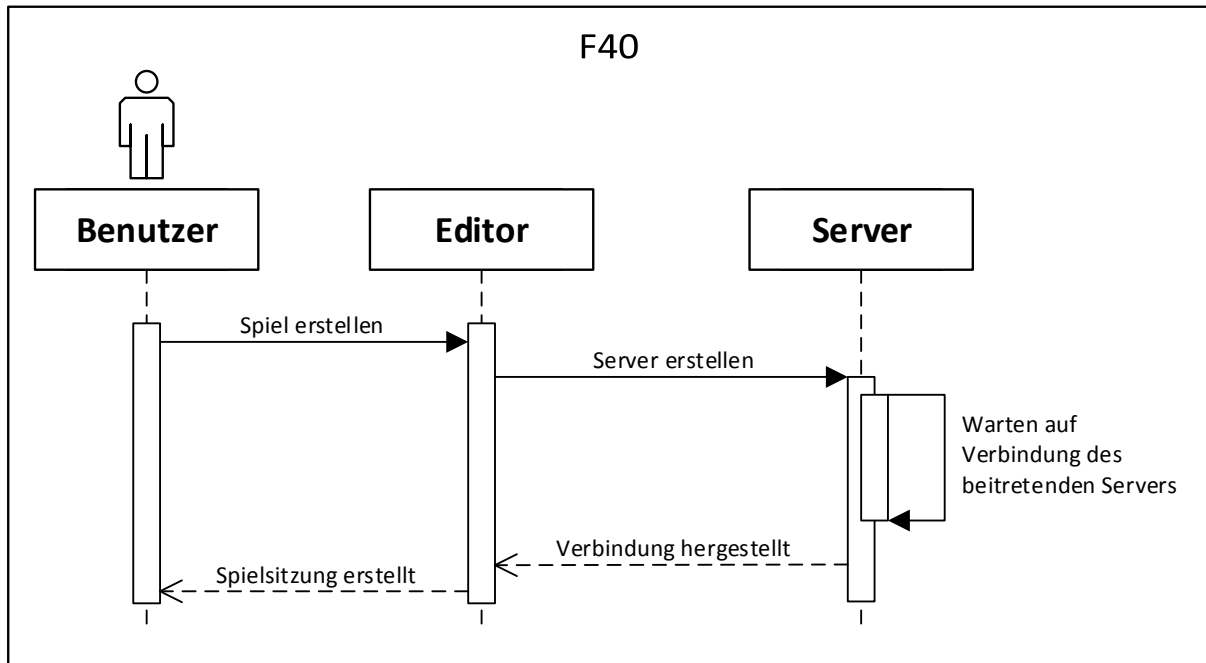 F40
Benutzer
Editor
Server
Spiel erstellen
Server erstellen
Warten auf
Verbindung des
beitretenden Servers
Verbindung hergestellt
Spielsitzung erstellt